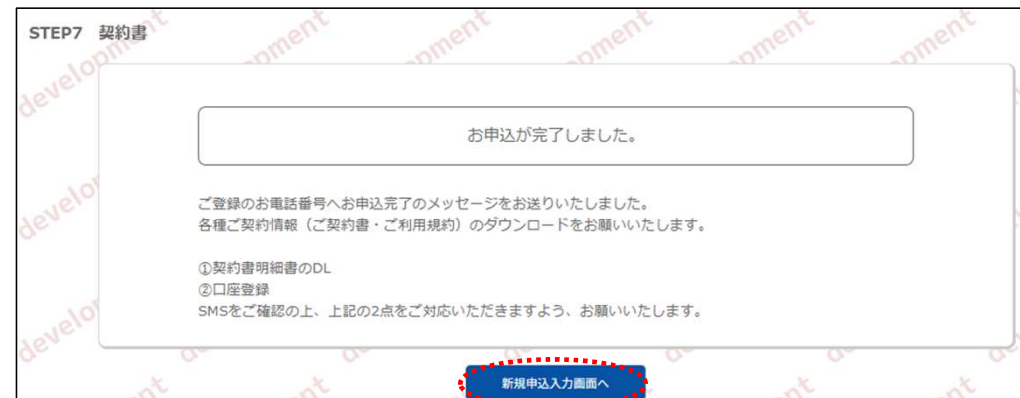 STEP7 契約書
お申込が完了しました。
ご登録のお電話番号へお申込完了のメッセージをお送りいたしました。
各種ご契約情報（ご契約書・ご利用規約）のダウンロードをお願いいたします。
①契約書明細書のDL
②口座登録
SMSをご確認の上、上記の2点をご対応いただきますよう、お願いいたします。
新規申込入力画面へ
development